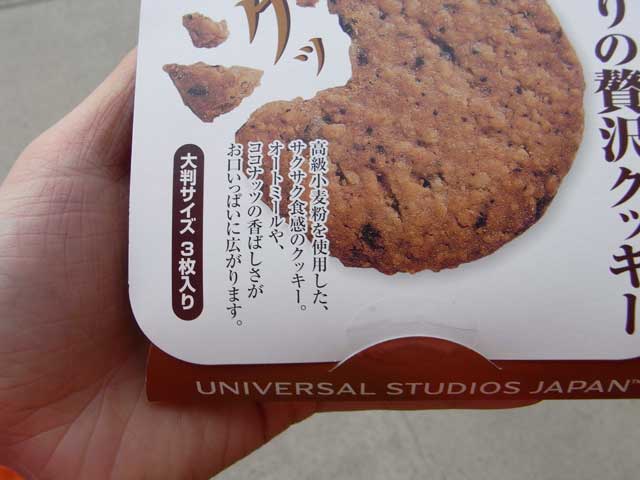 りの贅沢クッキー
クッ
高級小麦粉を使用した、
サクサク食感のクッキー。
オートミールや、
ココナッツの香ばしさが
お口いっぱいに広がります。
大判サイズ 3枚入り
UNIVERSAL STUDIOS JAPAN™